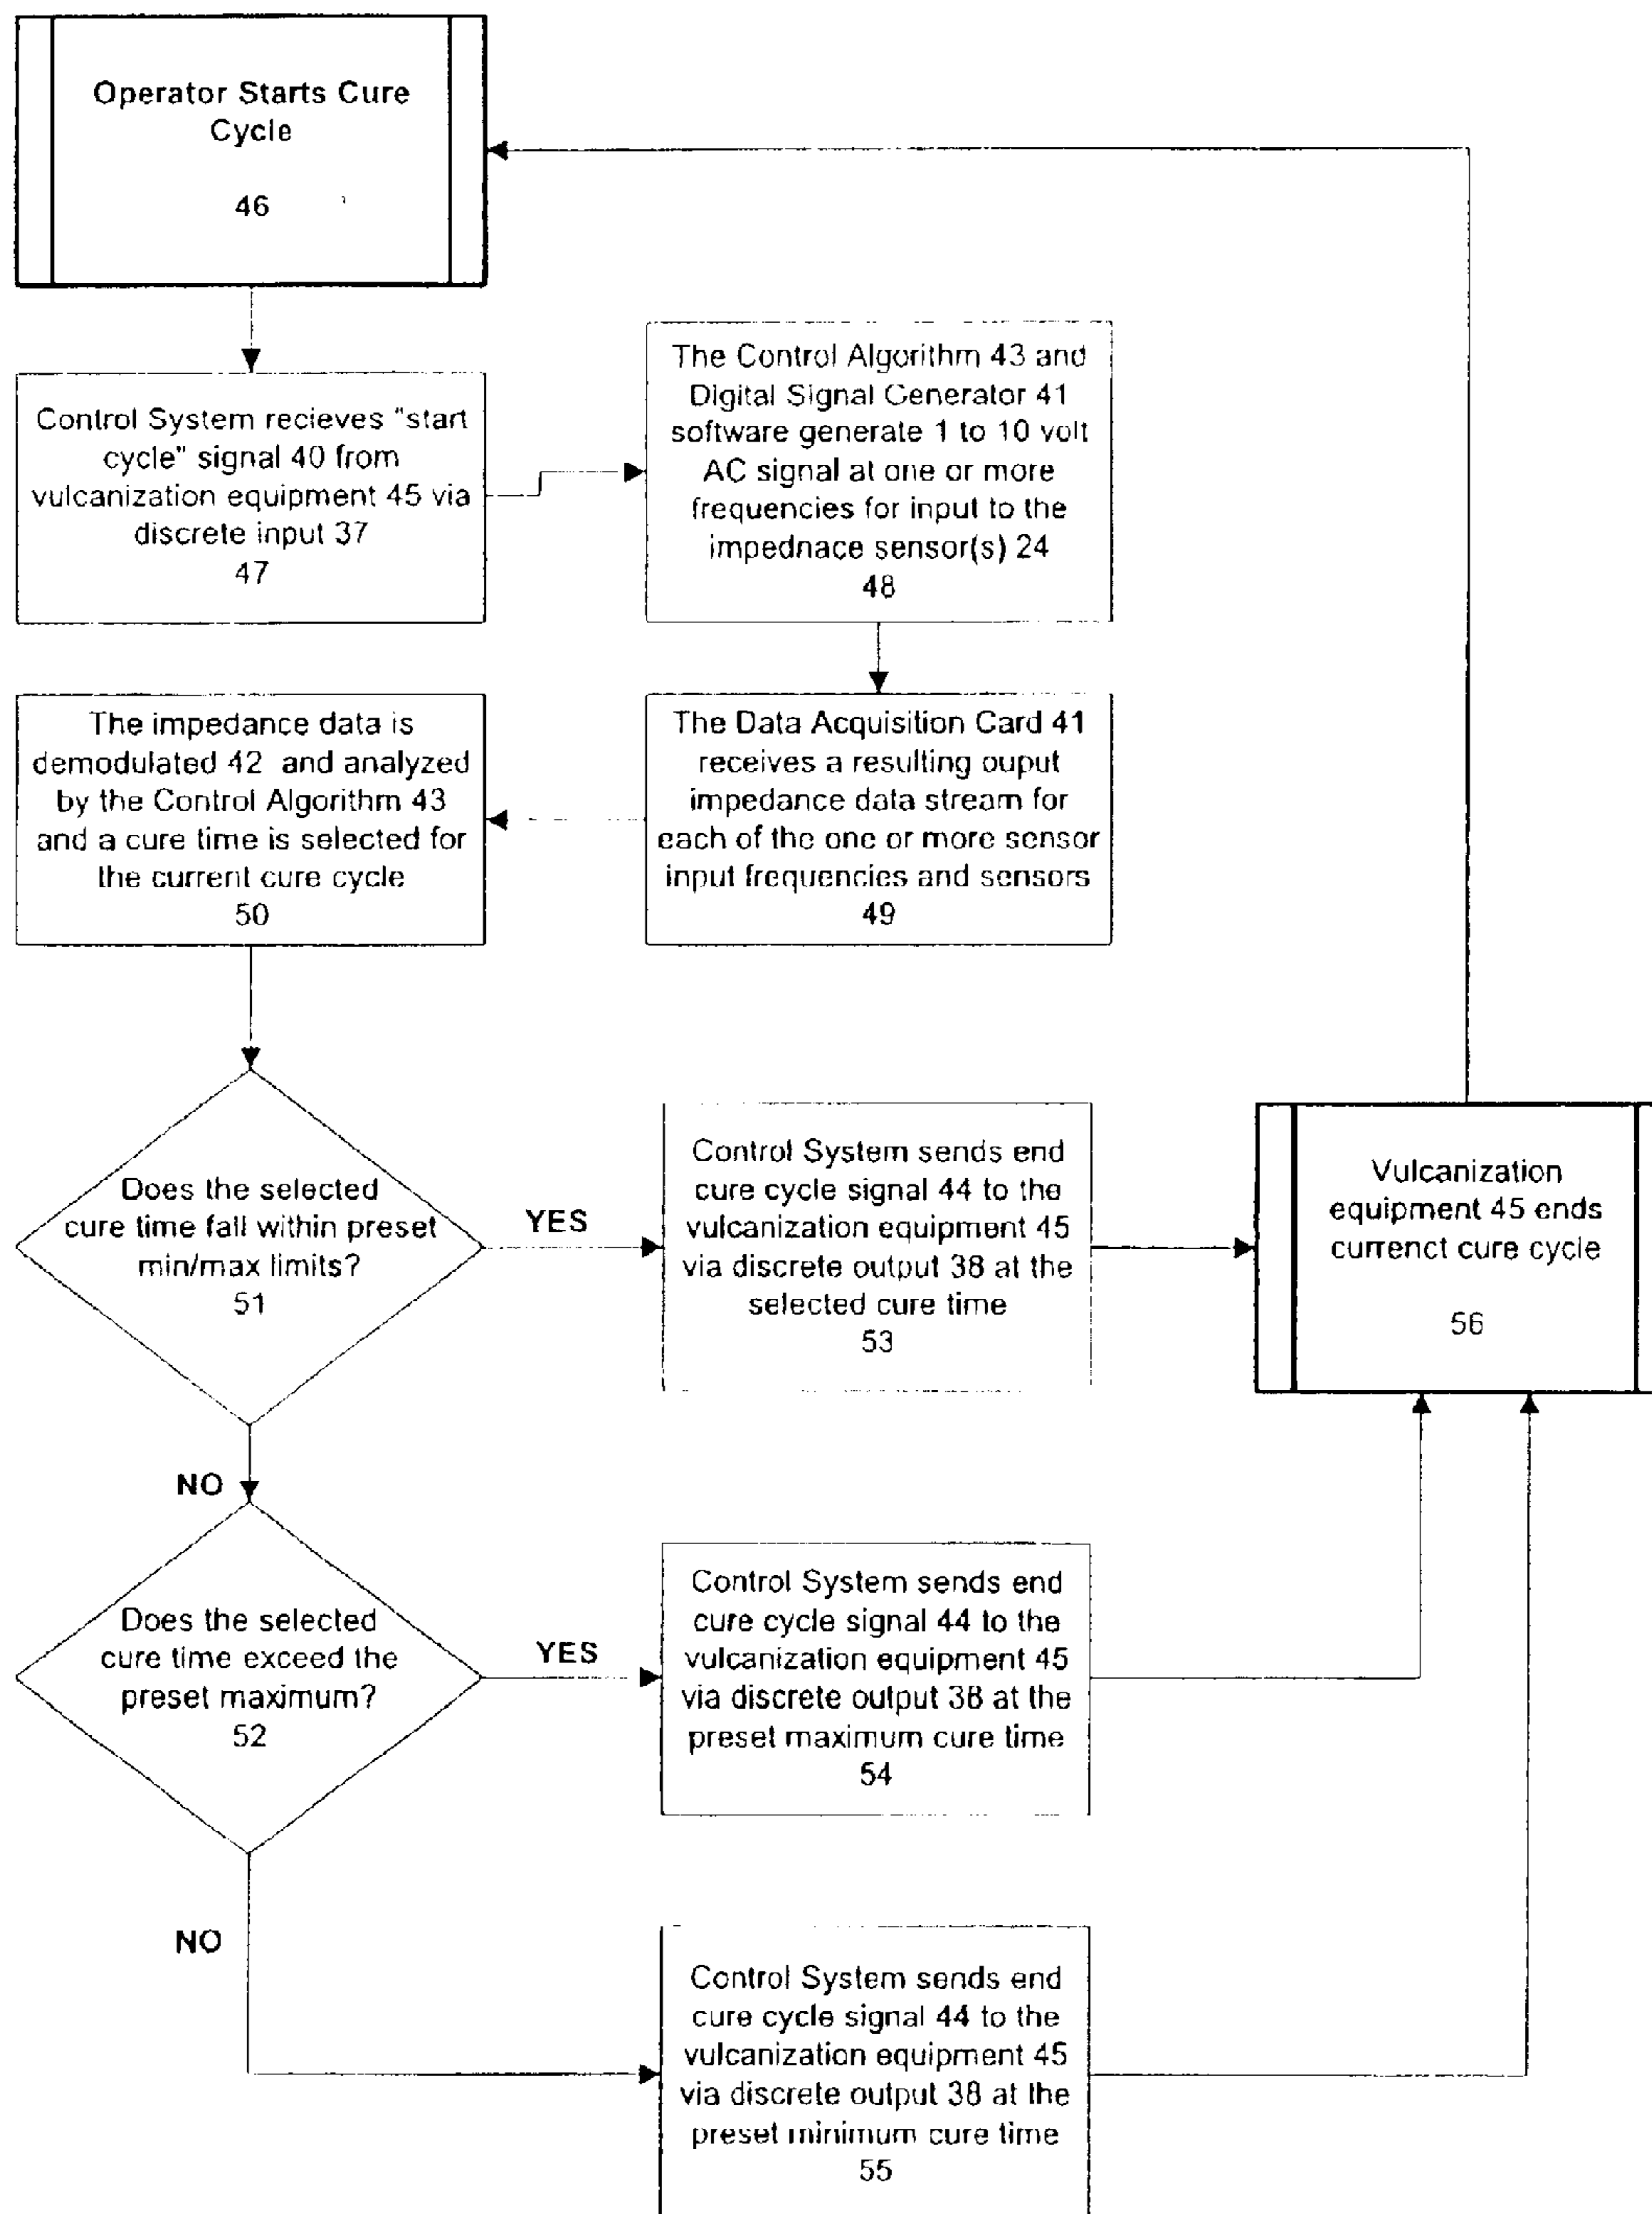 Operator Starts Cure
Cycle
46
Control System recieves "start
cycle" signal 40 from
vulcanization equipment 45 via
discrete input 37
47
The Control Algorithm 43 and
Digital Signal Generator 41
software generate 1 to 10 volt
AC signal at one or more
frequencies for input to the
impednace sensor(s) 24
48
The impedance data is
demodulated 42 and analyzed
by the Control Algorithm 43
and a cure time is selected for
the current cure cycle
50
The Data Acquisition Card 41
receives a resulting ouput
impedance data stream for
each of the one or more sensor
input frequencies and sensors
49
Does the selected
cure time fall within preset
min/max limits?
51
YES
Control System sends end
cure cycle signal 44 to the
vulcanization equipment 45
via discrete output 38 at the
selected cure time
53
Vulcanization
equipment 45 ends
currenct cure cycle
56
NO
Does the selected
cure time exceed the
preset maximum?
52
YES
Control System sends end
cure cycle signal 44 to the
vulcanization equipment 45
via discrete output 38 at the
preset maximum cure time
54
NO
Control System sends end
cure cycle signal 44 to the
vulcanization equipment 45
via discrete output 38 at the
preset minimum cure time
55